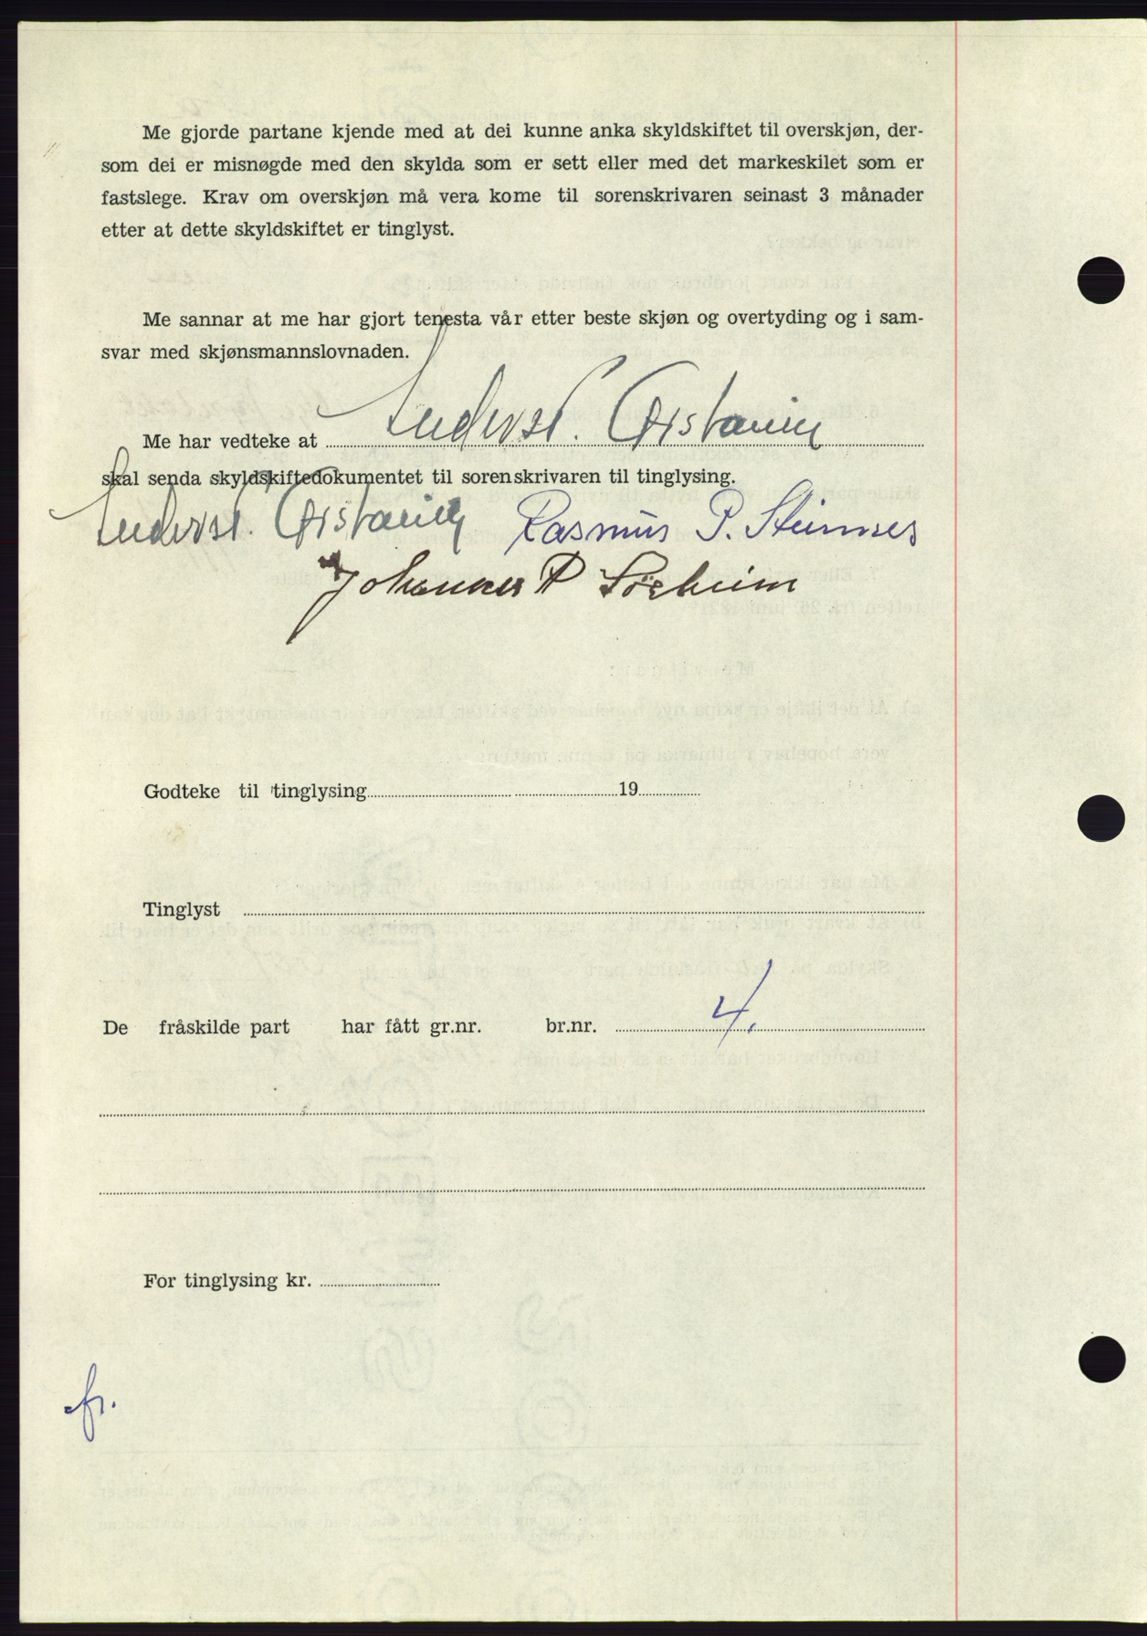 Me gjorde partane kjende med at dei kunne anka skyldskiftet til overskjøn, der-
som dei er misnøgde med den skylda som er sett eller med det markeskilet som er
fastslege. Krav om overskjøn må vera kome til sorenskrivaren seinast 3 månader
etter at dette skyldskiftet er tinglyst.
Me sannar at me har gjort tenesta vår etter beste skjøn og overtyding og i sam-
svar med skjønsmannslovnaden.
Me har vedteke at
skal senda skyldskiftedokumentet til sorenskrivaren til tinglysing.
Rasmus P.
Johannes P
Godteke til tinglysing 19
Tinglyst
De fråskilde part har fått gr.nr. br.nr. 4.
For tinglysing kr.